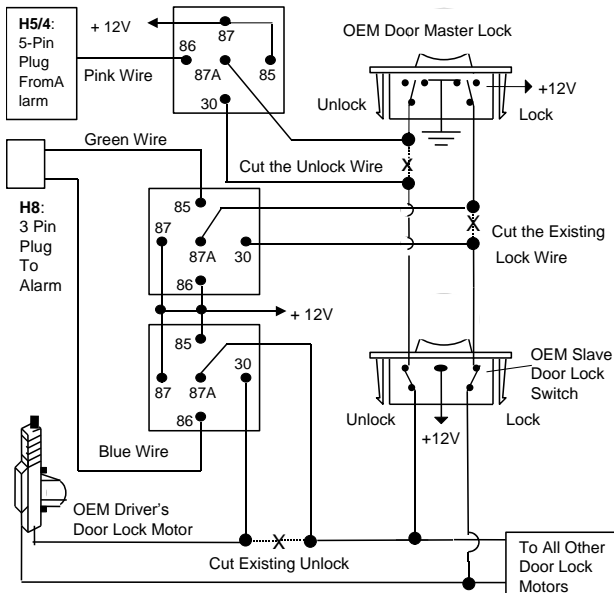 H5/4:
5-Pin
Plug
FromA
larm
+ 12V
87
86
87A
85
30
Pink Wire
OEM Door Master Lock
+12V
Unlock
Lock
Green Wire
Cut the Unlock Wire
X
H8:
3 Pin
Plug
To
Alarm
85
87
87A
30
86
X
Cut the Existing
Lock Wire
+ 12V
85
30
87
87A
86
Blue Wire
OEM Slave
Door Lock
Switch
Unlock
Lock
+12V
OEM Driver's
Door Lock Motor
X
Cut Existing Unlock
To All Other
Door Lock
Motors